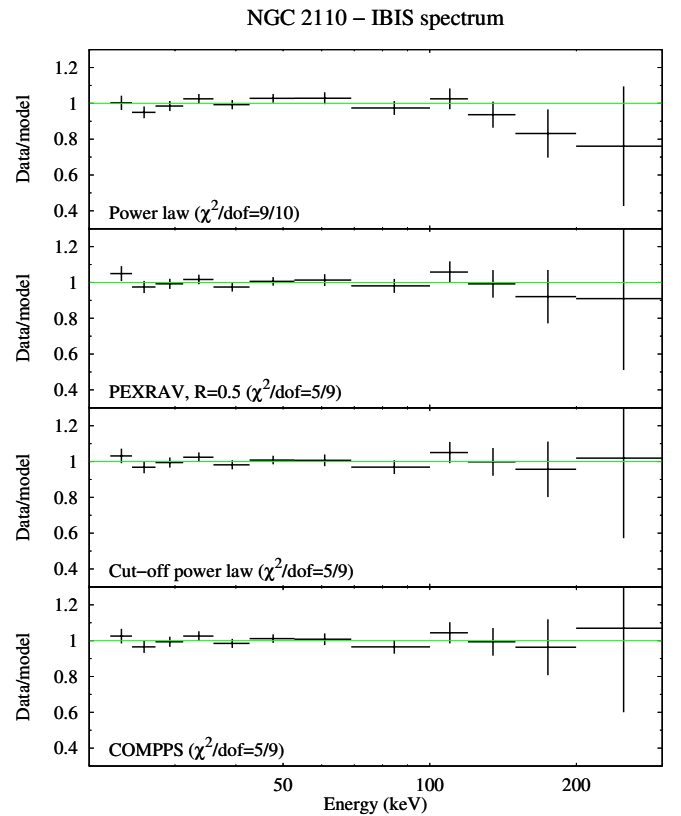 NGC 2110 − IBIS spectrum
1.2
1
0.8
0.6
0.4
Data/model
Power law (χ²/dof=9/10)
1.2
1
0.8
0.6
0.4
Data/model
PEXRAV, R=0.5 (χ²/dof=5/9)
1.2
1
0.8
0.6
0.4
Data/model
Cut−off power law (χ²/dof=5/9)
1.2
1
0.8
0.6
0.4
Data/model
COMPPS (χ²/dof=5/9)
50 100 200
Energy (keV)